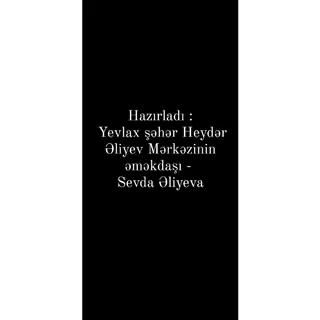 Hazırladı :
Yevlax şəhər Heydər
Əliyev Mərkəzinin
əməkdaşı -
Sevda Əliyeva